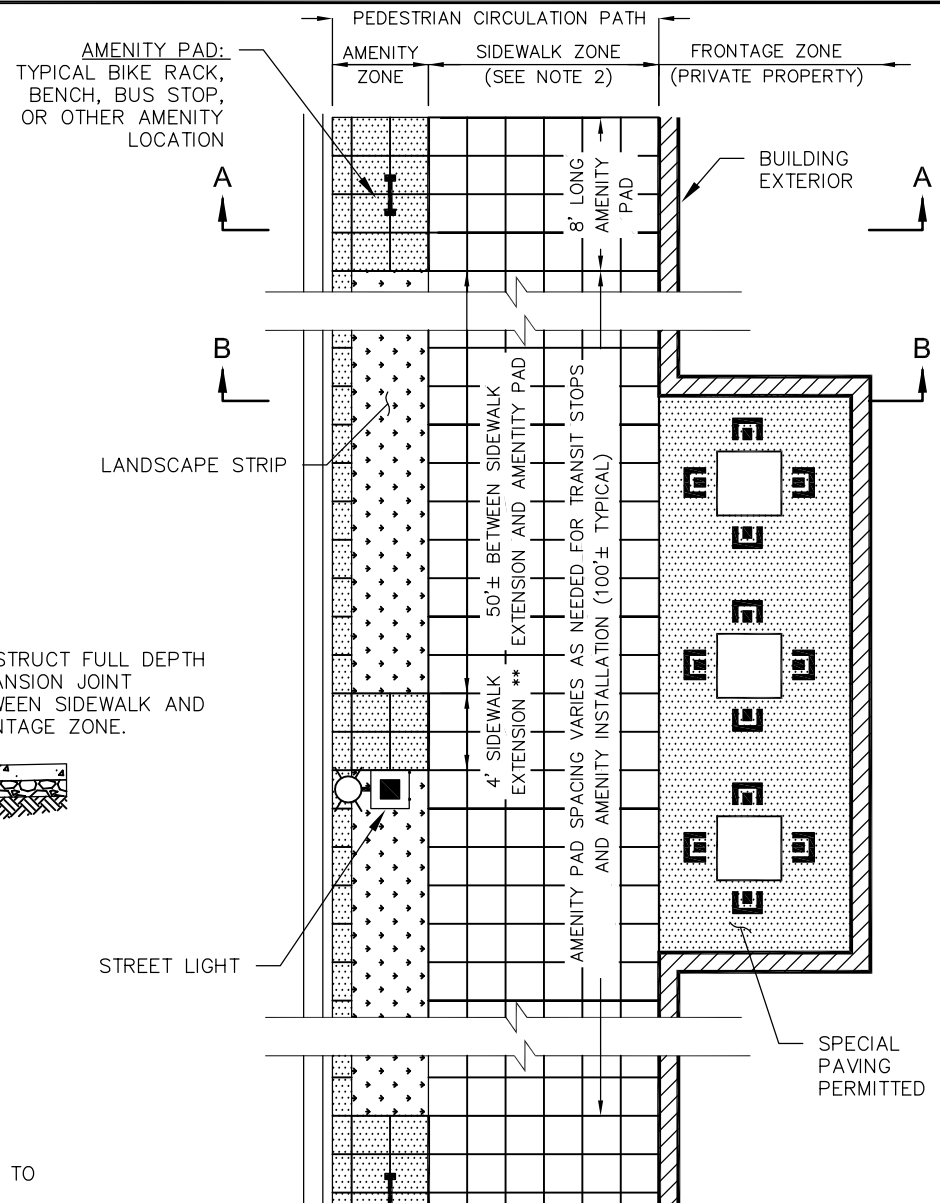 PEDESTRIAN CIRCULATION PATH
AMENITY
ZONE
SIDEWALK ZONE
(SEE NOTE 2)
FRONTAGE ZONE
(PRIVATE PROPERTY)
AMENITY PAD:
TYPICAL BIKE RACK,
BENCH, BUS STOP,
OR OTHER AMENITY
LOCATION
BUILDING
EXTERIOR
A
A
8' LONG
AMENITY
PAD
B
B
LANDSCAPE STRIP
50'± BETWEEN SIDEWALK
EXTENSION AND AMENTITY PAD
AMENITY PAD SPACING VARIES AS NEEDED FOR TRANSIT STOPS
AND AMENITY INSTALLATION (100'± TYPICAL)
4' SIDEWALK
EXTENSION **
STRUCT FULL DEPTH
ANSION JOINT
WEEN SIDEWALK AND
NTAGE ZONE.
STREET LIGHT
SPECIAL
PAVING
PERMITTED
TO